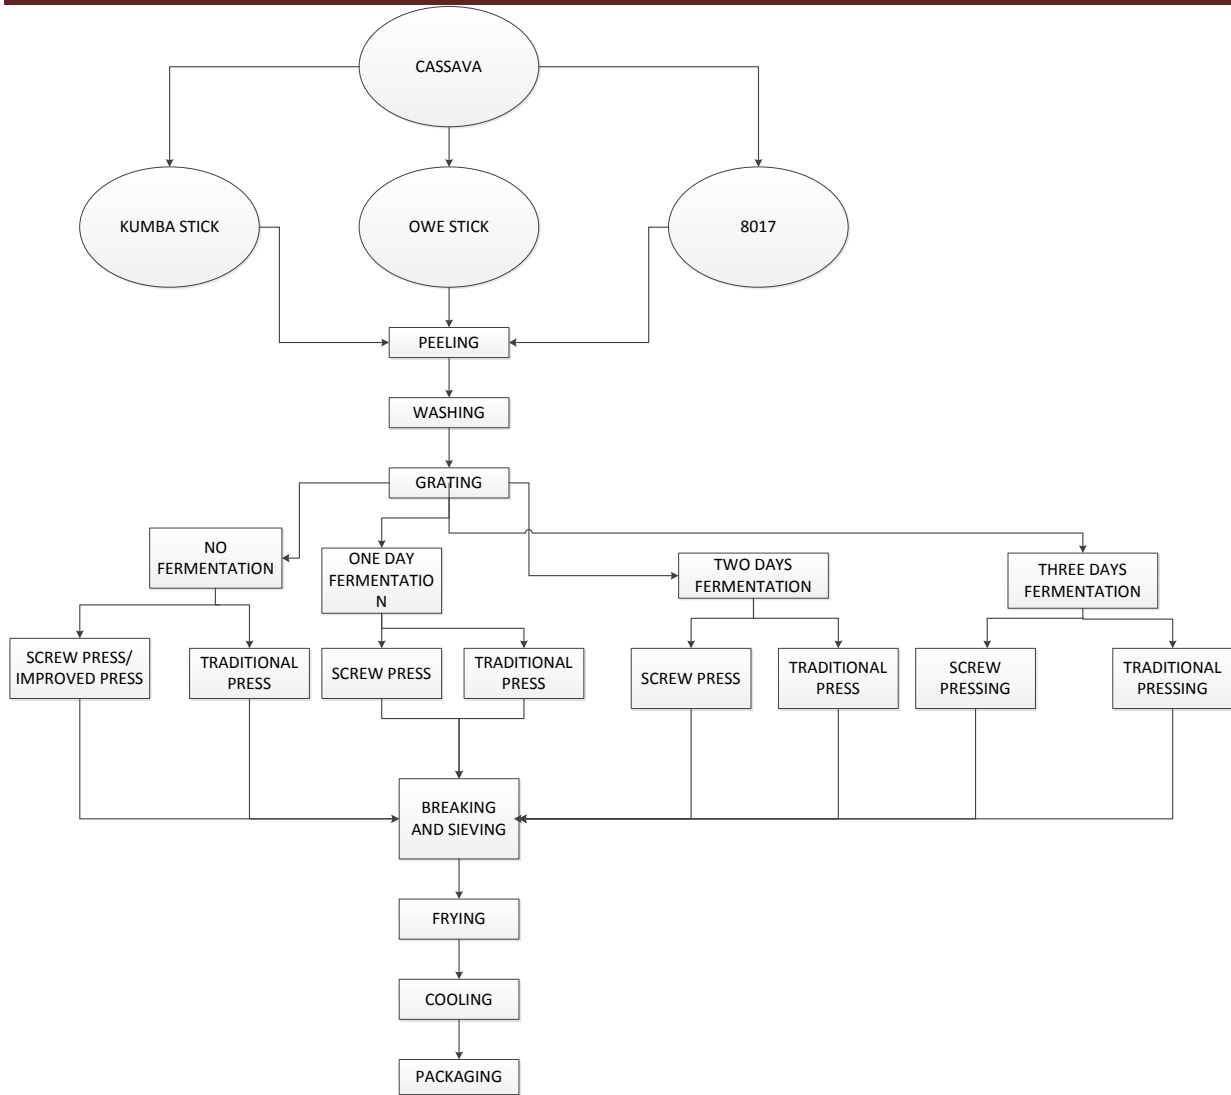 CASSAVA
KUMBA STICK
OWE STICK
8017
PEELING
WASHING
GRATING
NO
FERMENTATION
ONE DAY
FERMENTATIO
N
TWO DAYS
FERMENTATION
THREE DAYS
FERMENTATION
SCREW PRESS/
IMPROVED PRESS
TRADITIONAL
PRESS
SCREW PRESS
TRADITIONAL
PRESS
SCREW PRESS
TRADITIONAL
PRESS
SCREW
PRESSING
TRADITIONAL
PRESSING
BREAKING
AND SIEVING
FRYING
COOLING
PACKAGING